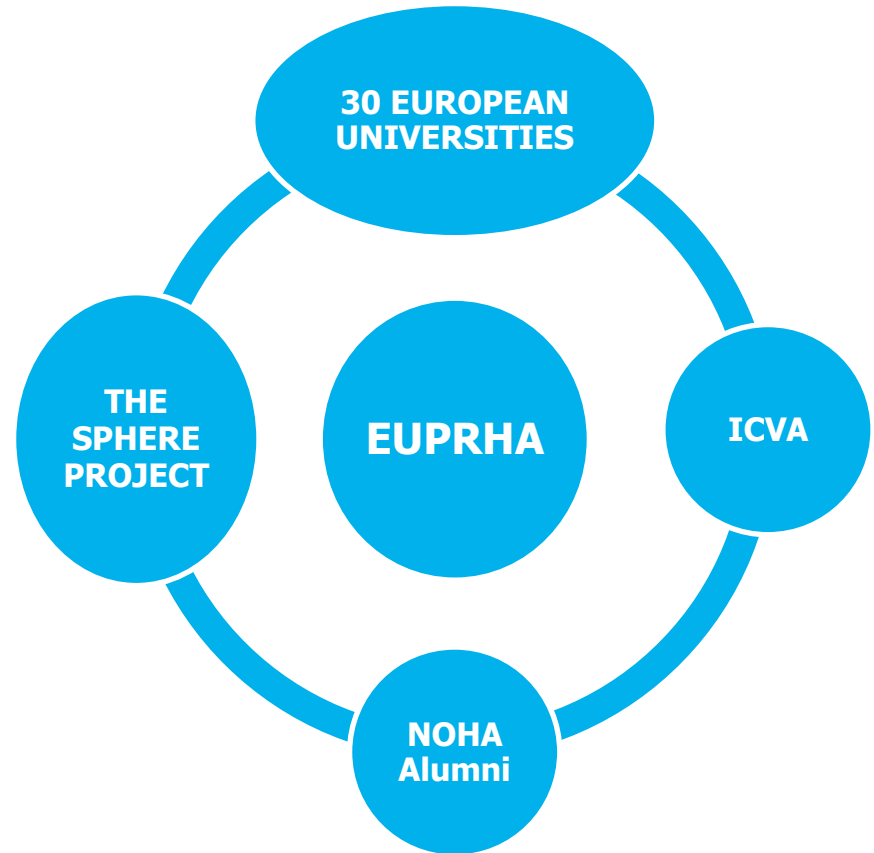 30 EUROPEAN
UNIVERSITIES
THE
SPHERE
PROJECT
EUPRHA
ICVA
NOHA
Alumni